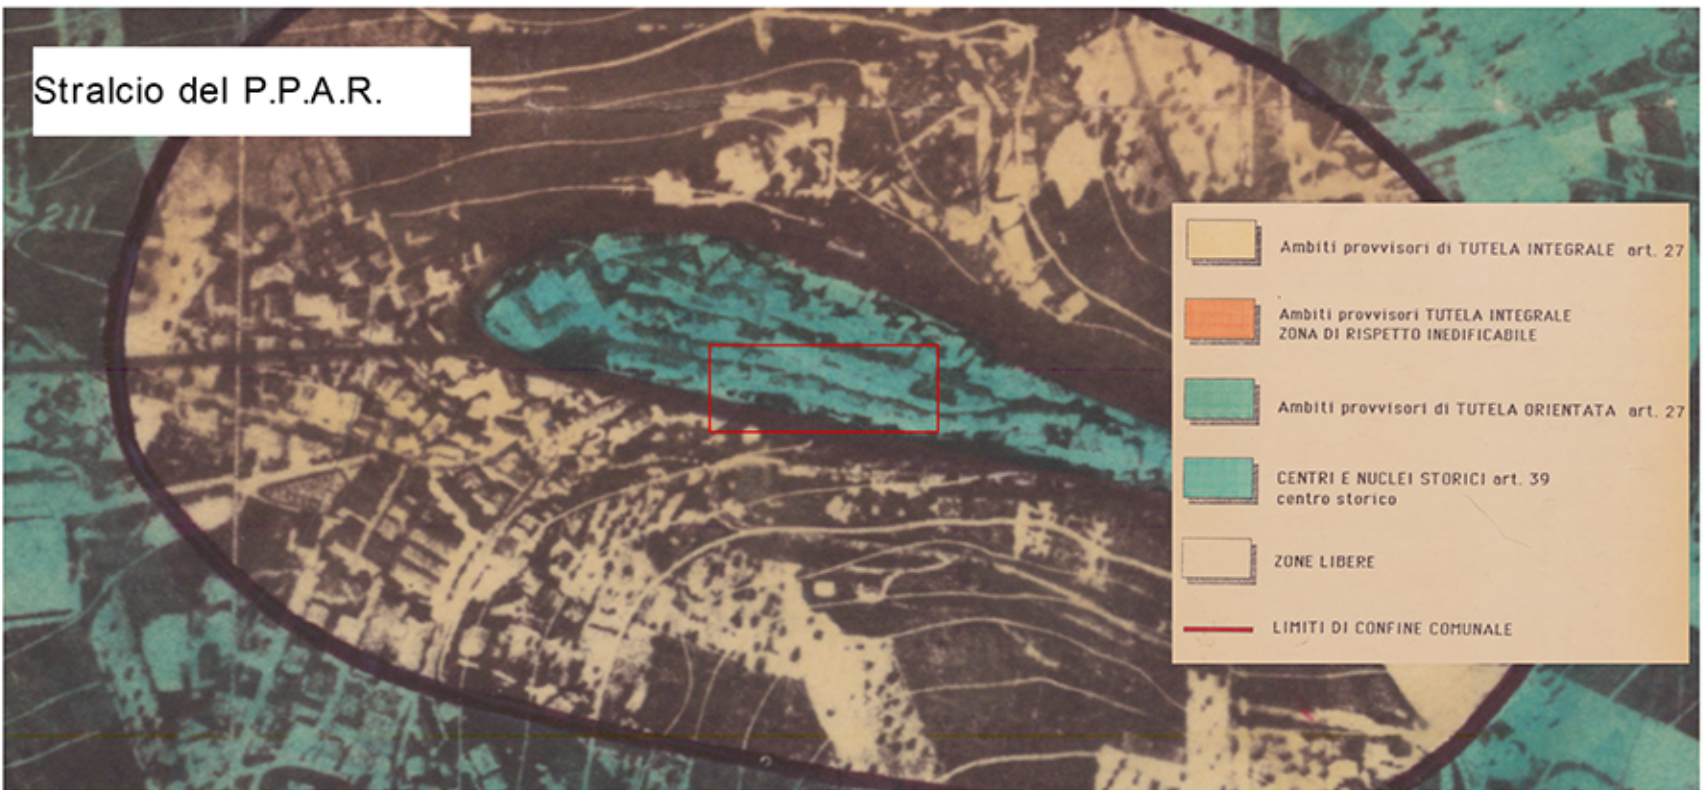 Stralcio del P.P.A.R.
211
Ambiti provvisori di TUTELA INTEGRALE art. 27
Ambiti provvisori TUTELA INTEGRALE
ZONA DI RISPETTO INEDIFICABILE
Ambiti provvisori di TUTELA ORIENTATA art. 27
CENTRI E NUCLEI STORICI art. 39
centro storico
ZONE LIBERE
LIMITI DI CONFINE COMUNALE